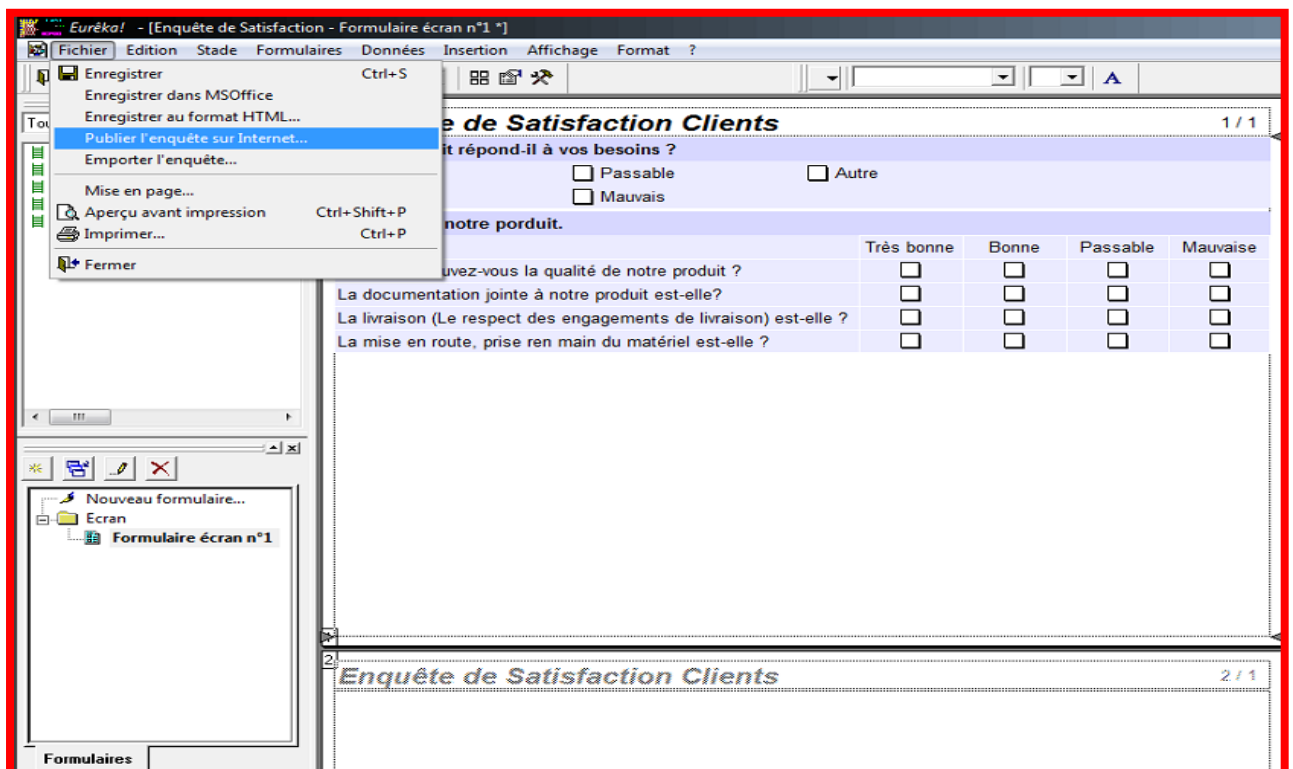 Eurêka! - [Enquête de Satisfaction - Formulaire écran n°1 *]
Fichier Edition Stade Formulaires Données Insertion Affichage Format ?
Enregistrer Ctrl+S
Enregistrer dans MSOffice
Enregistrer au format HTML...
Publier l'enquête sur Internet...
Emporter l'enquête...
Mise en page...
Aperçu avant impression Ctrl+Shift+P
Imprimer... Ctrl+P
Fermer
A
Tou
e de Satisfaction Clients 1 / 1
it répond-il à vos besoins ?
Passable Autre
Mauvais
notre porduit.
Très bonne Bonne Passable Mauvaise
uvez-vous la qualité de notre produit ?
La documentation jointe à notre produit est-elle?
La livraison (Le respect des engagements de livraison) est-elle ?
La mise en route, prise ren main du matériel est-elle ?
Nouveau formulaire...
Ecran
Formulaire écran n°1
Formulaires
2
Enquête de Satisfaction Clients 2 / 1